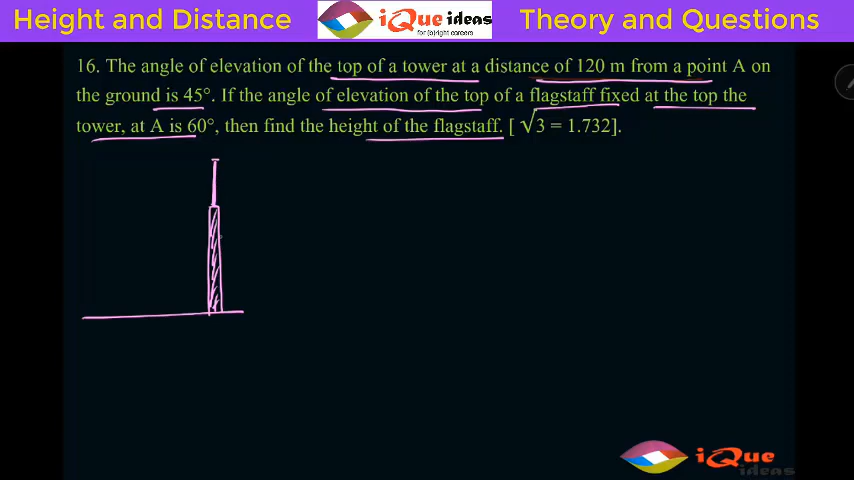 Height and Distance
iQue ideas
for (b)right careers
Theory and Questions
16. The angle of elevation of the top of a tower at a distance of 120 m from a point A on
the ground is 45°. If the angle of elevation of the top of a flagstaff fixed at the top the
tower, at A is 60°, then find the height of the flagstaff. [ √3 = 1.732].
iQue
ideas